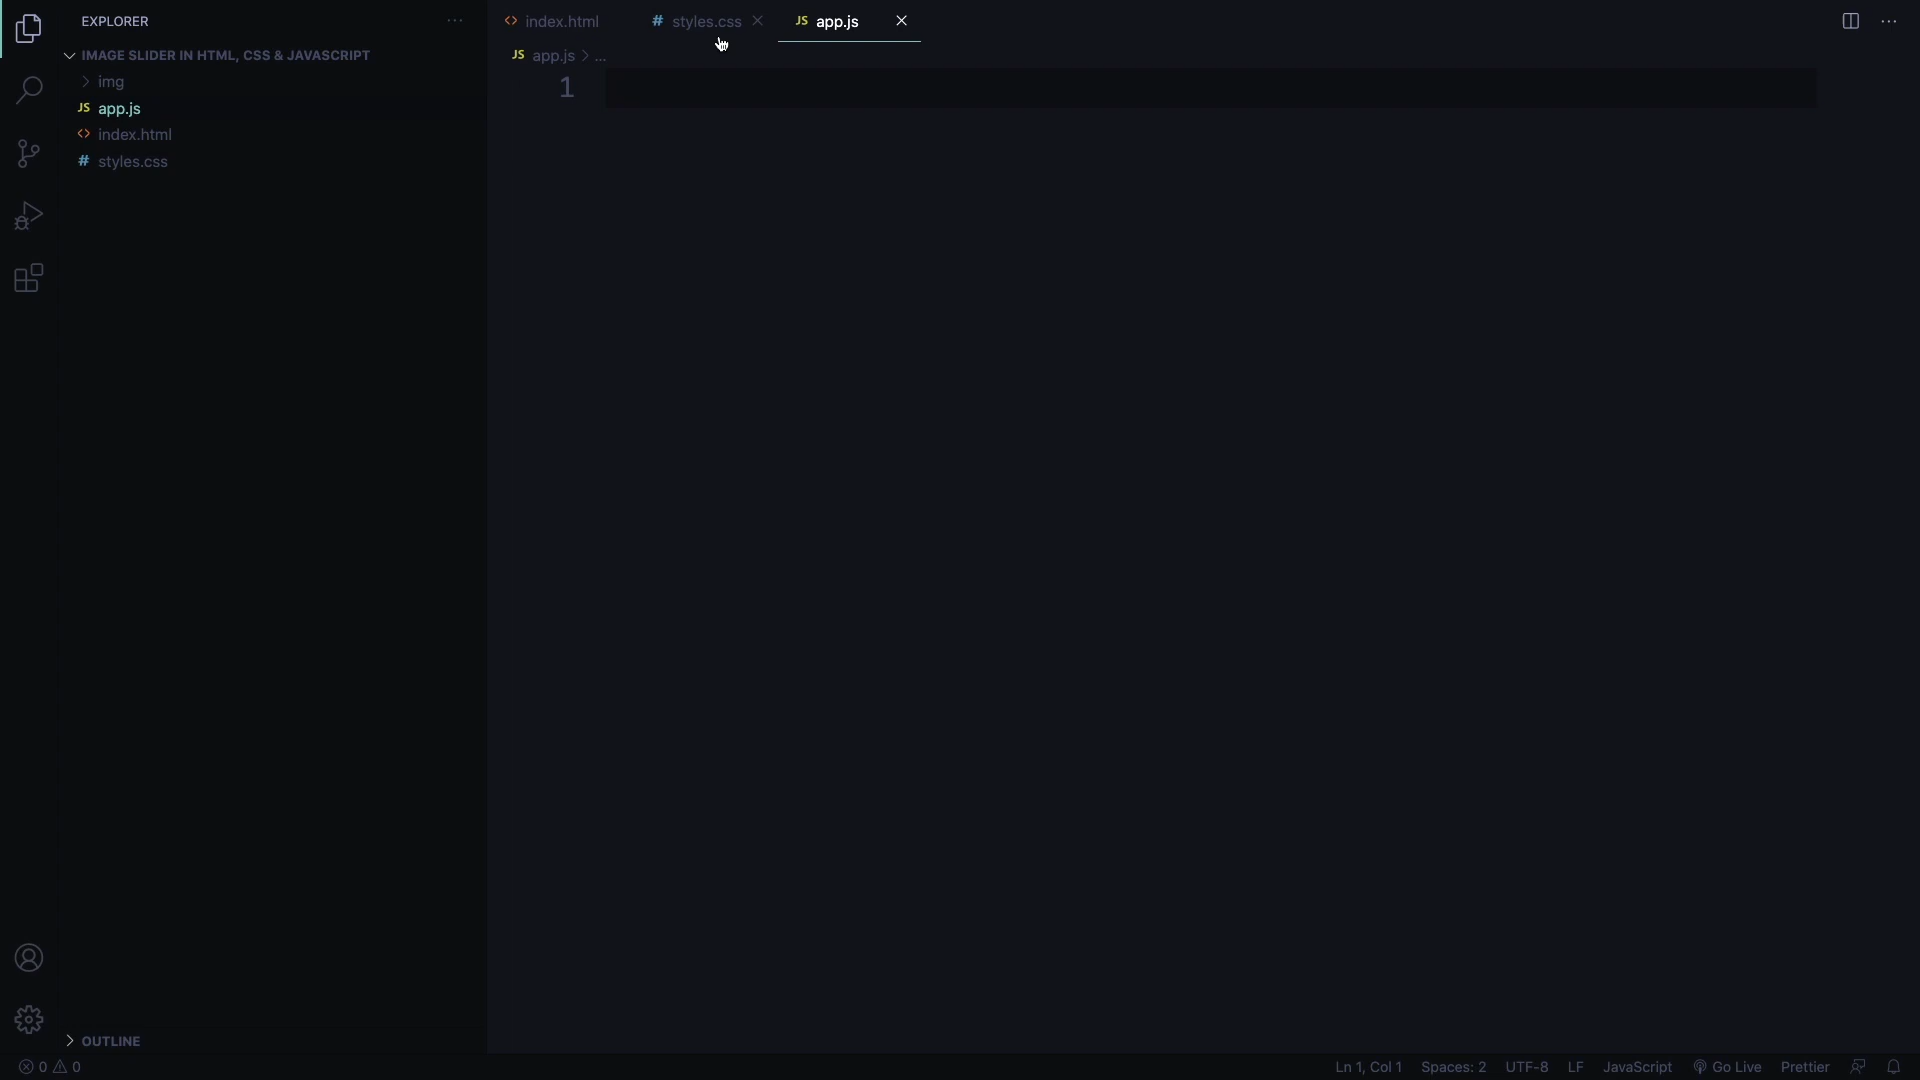 EXPLORER
IMAGE SLIDER IN HTML, CSS & JAVASCRIPT
img
JS app.js
<> index.html
# styles.css
OUTLINE
<> index.html # styles.css JS app.js
JS app.js > ...
1
0 0 Ln 1, Col 1 Spaces: 2 UTF-8 LF JavaScript Go Live Prettier